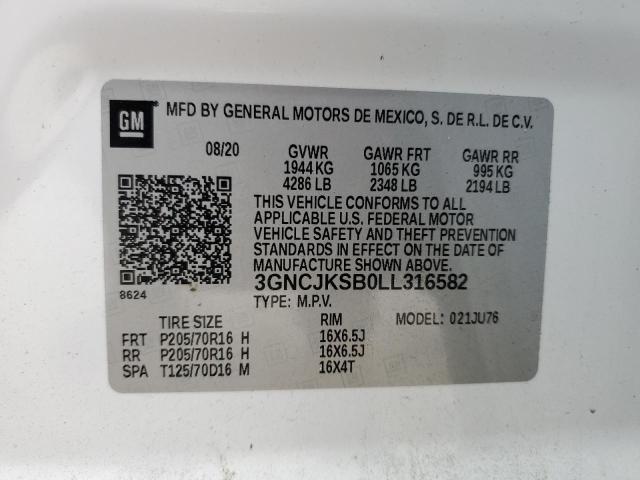 GM MFD BY GENERAL MOTORS DE MEXICO, S. DE R.L. DE C.V.
08/20 GVWR GAWR FRT GAWR RR
1944 KG 1065 KG 995 KG
4286 LB 2348 LB 2194 LB
THIS VEHICLE CONFORMS TO ALL
APPLICABLE U.S. FEDERAL MOTOR
VEHICLE SAFETY AND THEFT PREVENTION
STANDARDS IN EFFECT ON THE DATE OF
MANUFACTURE SHOWN ABOVE.
3GNCJKSB0LL316582
8624
TYPE: M.P.V.
TIRE SIZE RIM MODEL: 021JU76
FRT P205/70R16 H 16X6.5J
RR P205/70R16 H 16X6.5J
SPA T125/70D16 M 16X4T